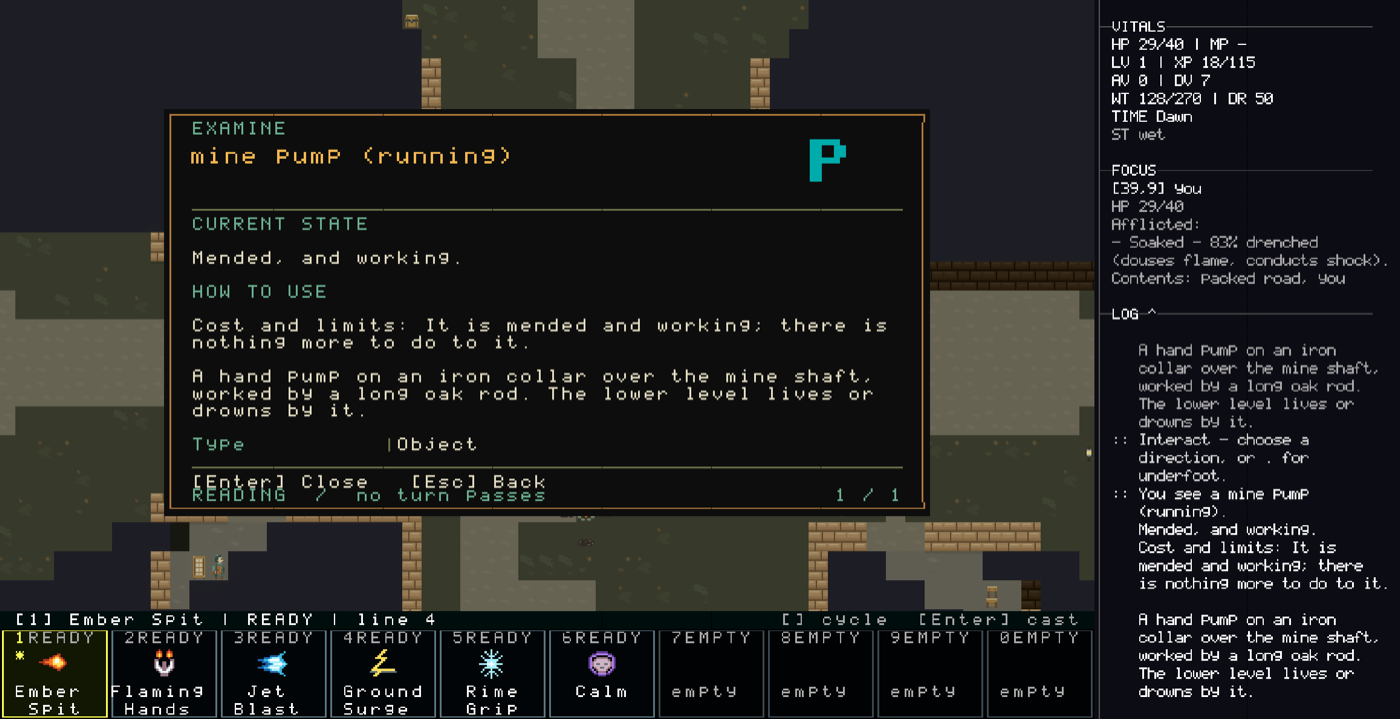 EXAMINE
mine pump (running)
P
CURRENT STATE
Mended, and working.
HOW TO USE
Cost and limits: It is mended and working; there is
nothing more to do to it.
A hand pump on an iron collar over the mine shaft,
worked by a long oak rod. The lower level lives or
drowns by it.
Type |Object
[Enter] Close [Esc] Back
READING / no turn passes 1 / 1
[1] Ember Spit | READY | line 4 [] cycle [Enter] cast
1READY 2READY 3READY 4READY 5READY 6READY 7EMPTY 8EMPTY 9EMPTY 0EMPTY
*
Ember Flaming Jet Ground Rime Calm empty empty empty empty
Spit Hands Blast Surge Grip
VITALS
HP 29/40 | MP -
LV 1 | XP 18/115
AV 0 | DV 7
WT 128/270 | DR 50
TIME Dawn
ST wet
FOCUS
[39,9] You
HP 29/40
Afflicted:
- Soaked - 83% drenched
(douses flame, conducts shock).
Contents: Packed road, you
LOG ^
A hand pump on an iron
collar over the mine shaft,
worked by a long oak rod.
The lower level lives or
drowns by it.
:: Interact - choose a
direction, or . for
underfoot.
:: You see a mine pump
(running).
Mended, and working.
Cost and limits: It is
mended and working; there
is nothing more to do to it.
A hand pump on an iron
collar over the mine shaft,
worked by a long oak rod.
The lower level lives or
drowns by it.